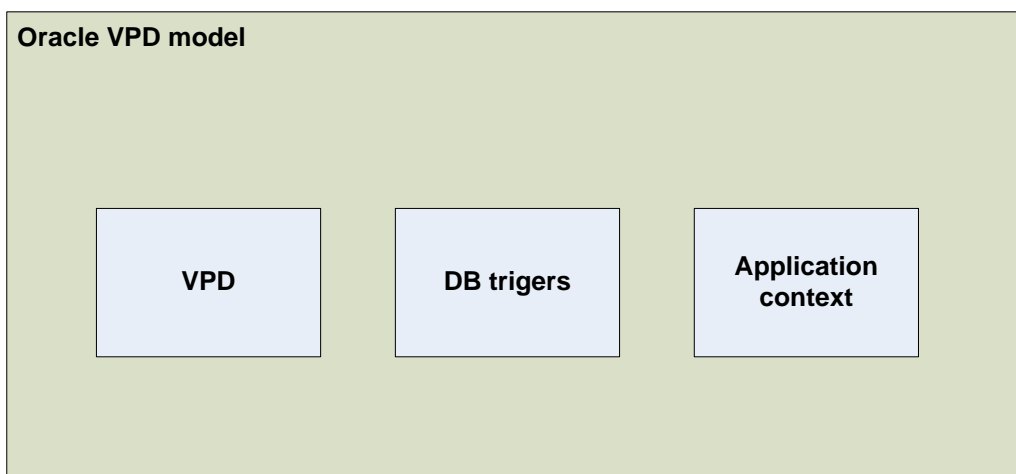 Oracle VPD model
VPD
DB trigers
Application
context